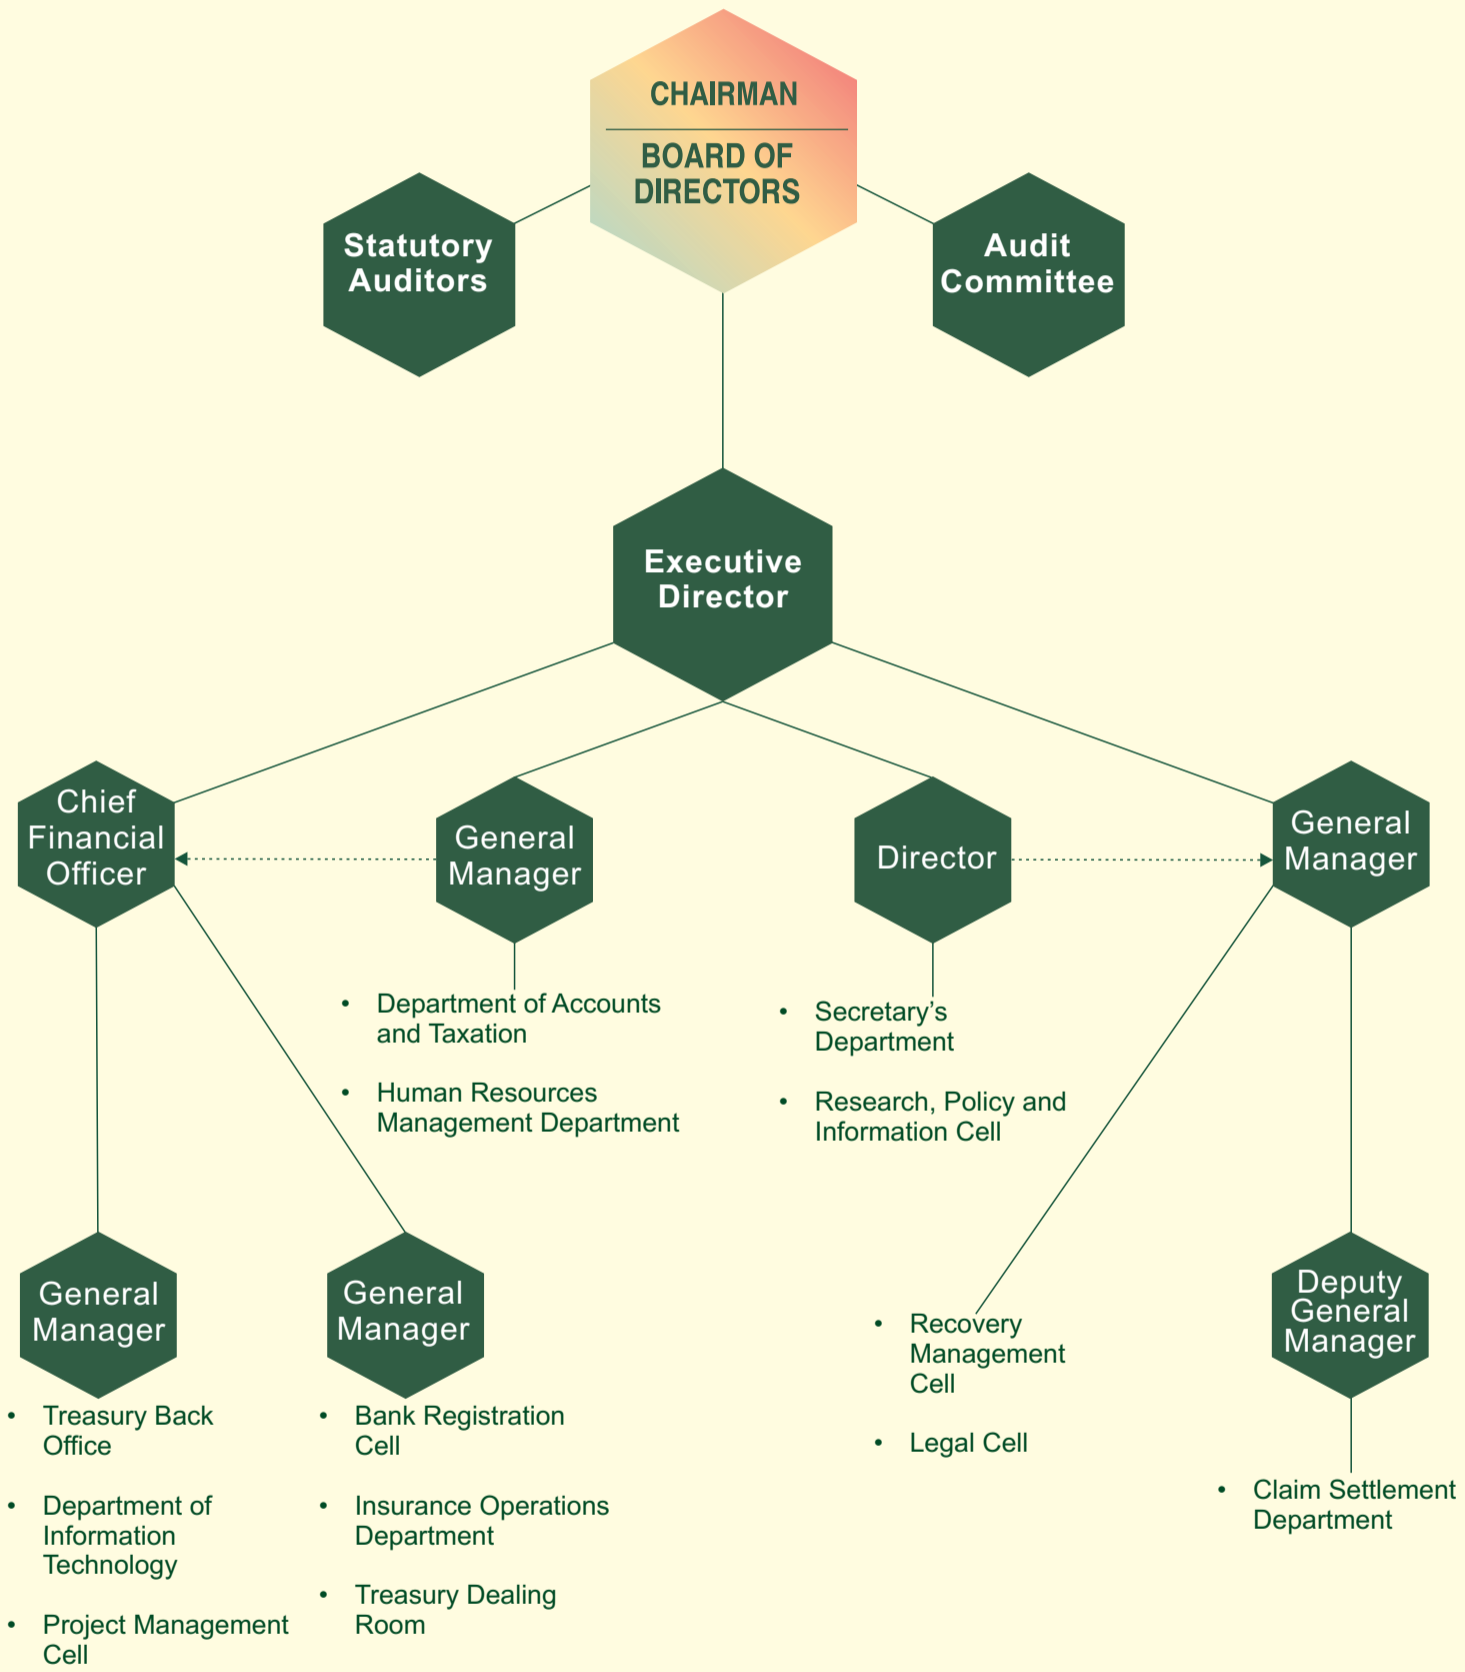 CHAIRMAN
BOARD OF
DIRECTORS
Statutory
Auditors
Audit
Committee
Executive
Director
Chief
Financial
Officer
General
Manager
Director
General
Manager
• Department of Accounts
and Taxation
• Human Resources
Management Department
• Secretary’s
Department
• Research, Policy and
Information Cell
General
Manager
General
Manager
• Recovery
Management
Cell
• Legal Cell
Deputy
General
Manager
• Treasury Back
Office
• Department of
Information
Technology
• Project Management
Cell
• Bank Registration
Cell
• Insurance Operations
Department
• Treasury Dealing
Room
• Claim Settlement
Department